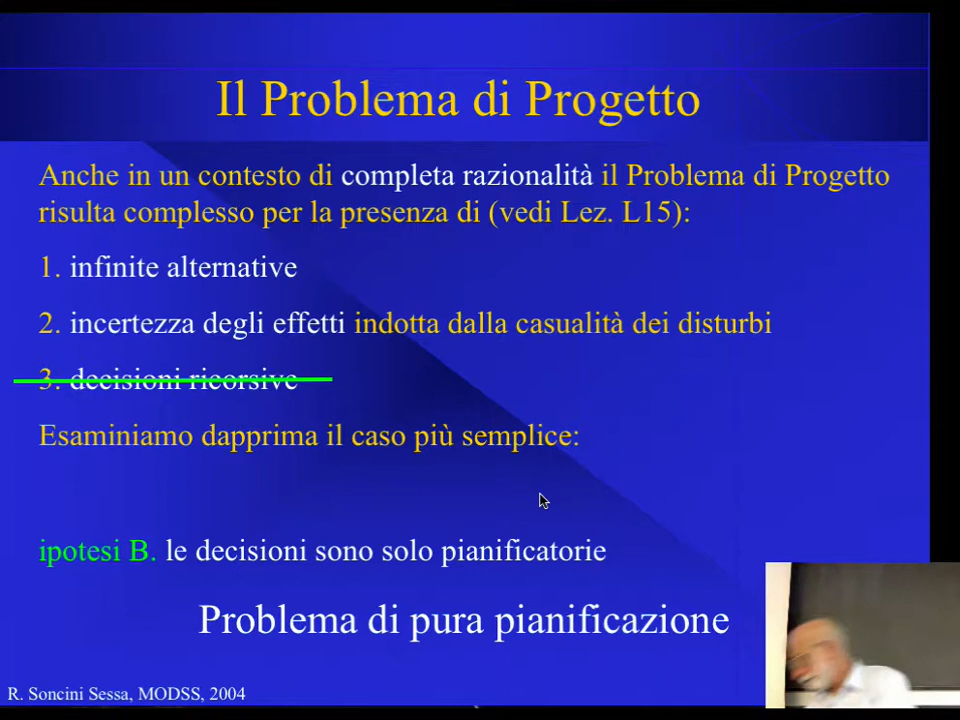 Il Problema di Progetto
Anche in un contesto di completa razionalità il Problema di Progetto
risulta complesso per la presenza di (vedi Lez. L15):
1. infinite alternative
2. incertezza degli effetti indotta dalla casualità dei disturbi
3. decisioni ricorsive
Esaminiamo dapprima il caso più semplice:
ipotesi B. le decisioni sono solo pianificatorie
Problema di pura pianificazione
R. Soncini Sessa, MODSS, 2004